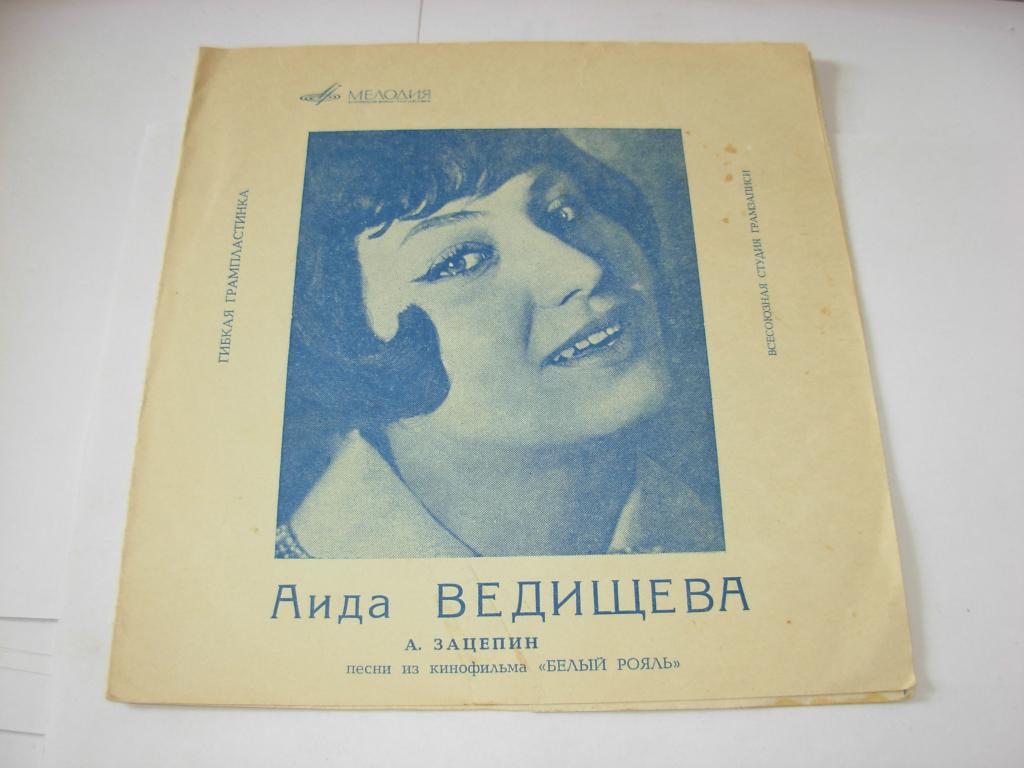 МЕЛОДИЯ
ГИБКАЯ ГРАМПЛАСТИНКА
ВСЕСОЮЗНАЯ СТУДИЯ ГРАМЗАПИСИ
Аида ВЕДИЩЕВА
А. ЗАЦЕПИН
песни из кинофильма «БЕЛЫЙ РОЯЛЬ»